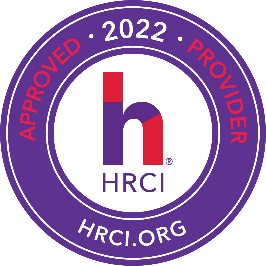 APPROVED · 2022 · PROVIDER
h®
HRCI
HRCI.ORG